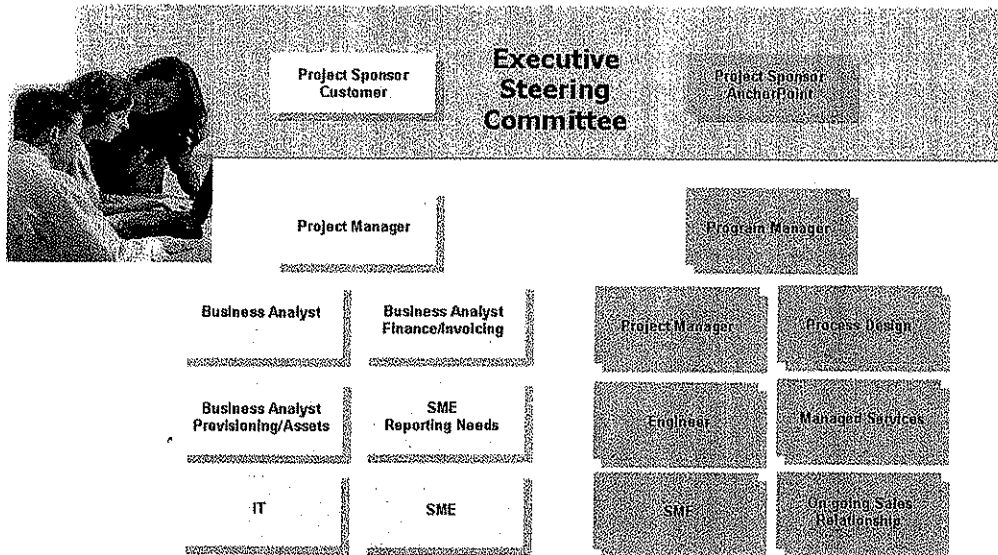 Project Sponsor
Customer
Executive
Steering
Committee
Project Sponsor
AnchorPoint
Project Manager
Program Manager
Business Analyst
Business Analyst
Finance/Invoicing
Project Manager
Process Design
Business Analyst
Provisioning/Assets
SME
Reporting Needs
Engineer
Managed Services
IT
SME
SME
On-going Sales
Relationship